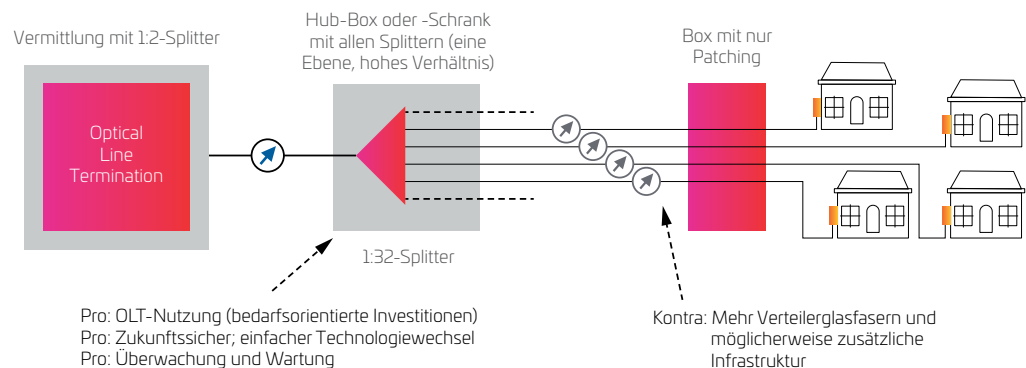 Vermittlung mit 1:2-Splitter
Hub-Box oder -Schrank
mit allen Splittern (eine
Ebene, hohes Verhältnis)
Box mit nur
Patching
Optical
Line
Termination
1:32-Splitter
Pro: OLT-Nutzung (bedarfsorientierte Investitionen)
Pro: Zukunftssicher; einfacher Technologiewechsel
Pro: Überwachung und Wartung
Kontra: Mehr Verteilerglasfasern und
möglicherweise zusätzliche
Infrastruktur